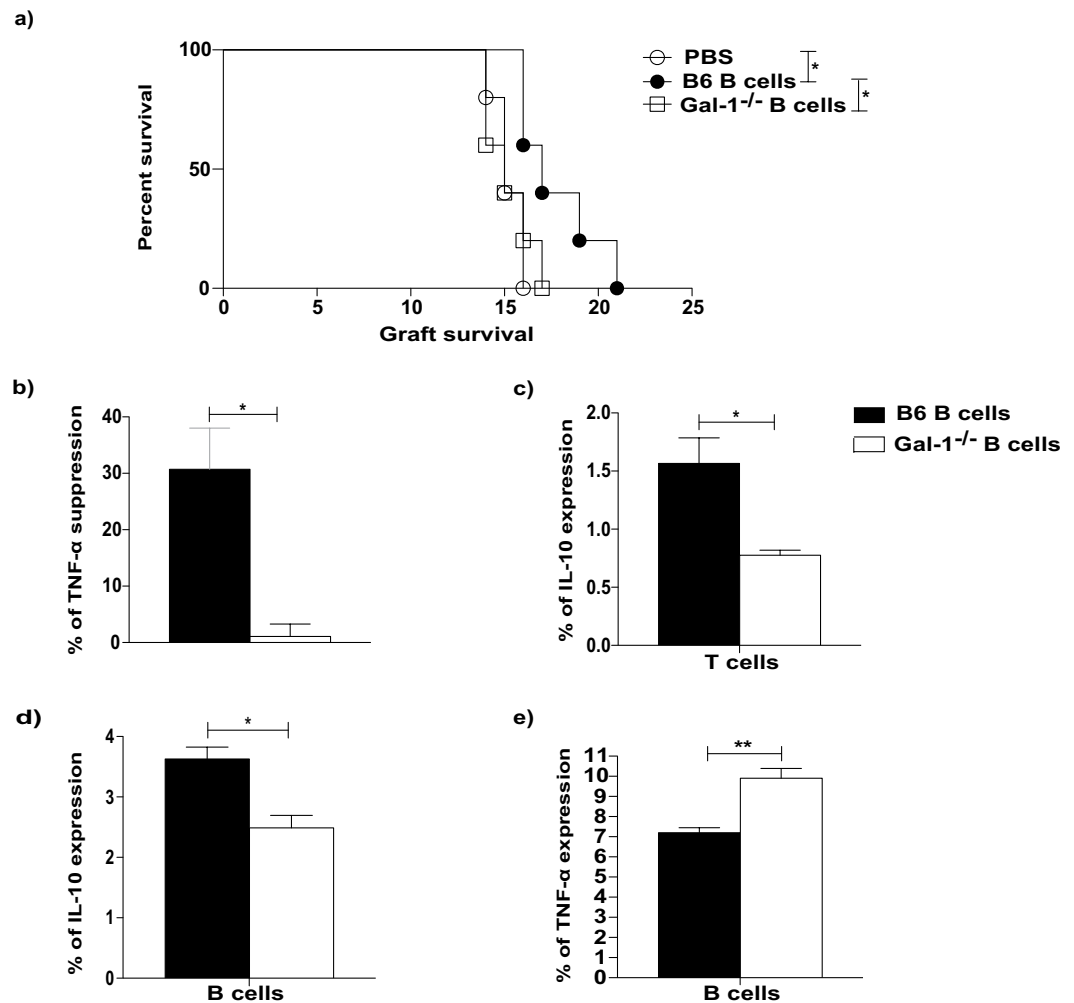 a)
Percent survival
100
50
0
0 5 10 15 20 25
Graft survival
PBS
B6 B cells
Gal-1-/- B cells
*
*
b)
% of TNF-α suppression
40
30
20
10
0
*
c)
% of IL-10 expression
2.0
1.5
1.0
0.5
0.0
*
T cells
B6 B cells
Gal-1-/- B cells
d)
% of IL-10 expression
4
3
2
1
0
*
B cells
e)
% of TNF-α expression
11
10
9
8
7
6
5
4
3
2
1
0
**
B cells